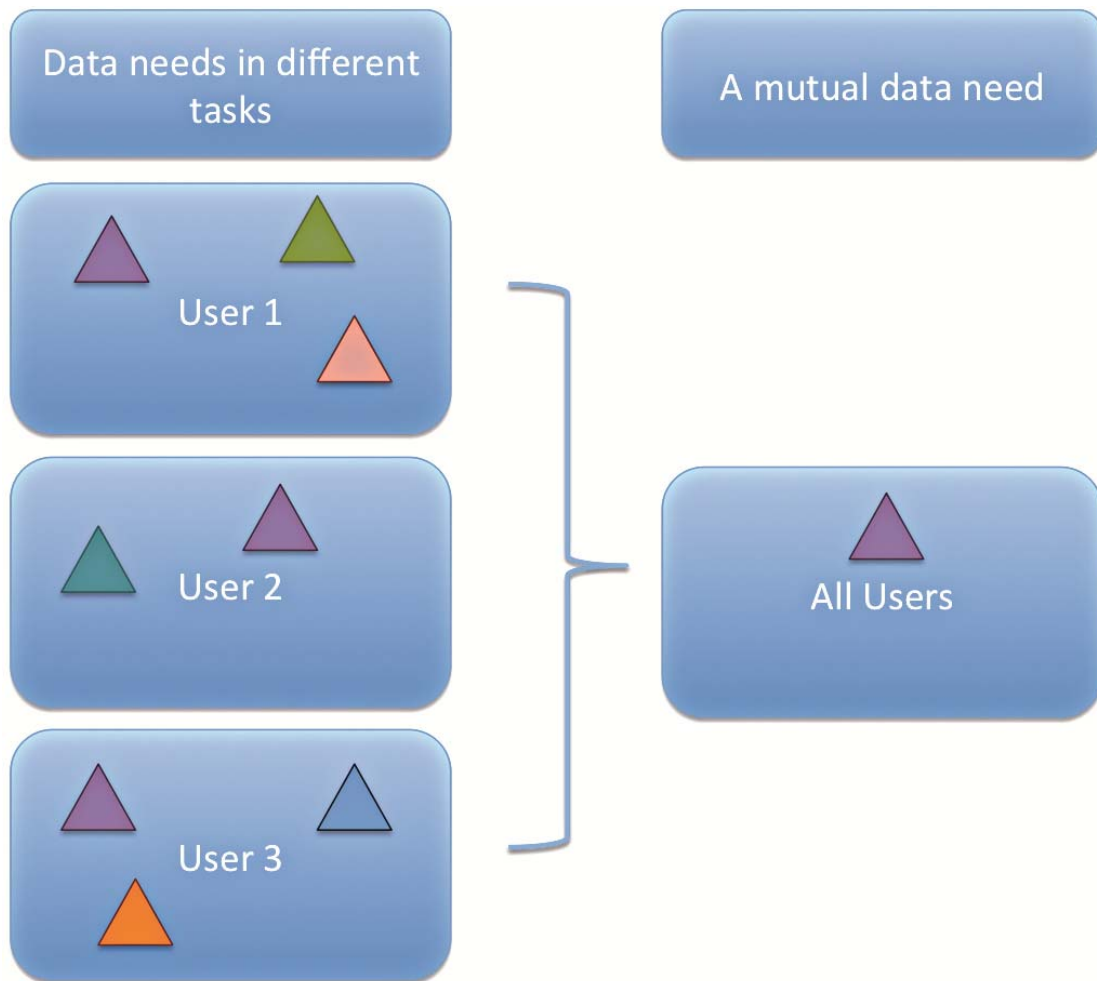 Data needs in different
tasks
A mutual data need
User 1
User 2
All Users
User 3